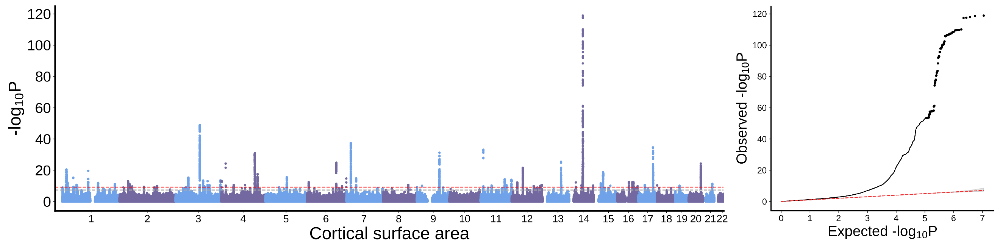 120
100
80
60
40
20
0
-log10P
1 2 3 4 5 6 7 8 9 10 11 12 13 14 15 16 17 18 19 20 21 22
Cortical surface area
120
100
80
60
40
20
0
Observed -log10P
0 1 2 3 4 5 6 7
Expected -log10P